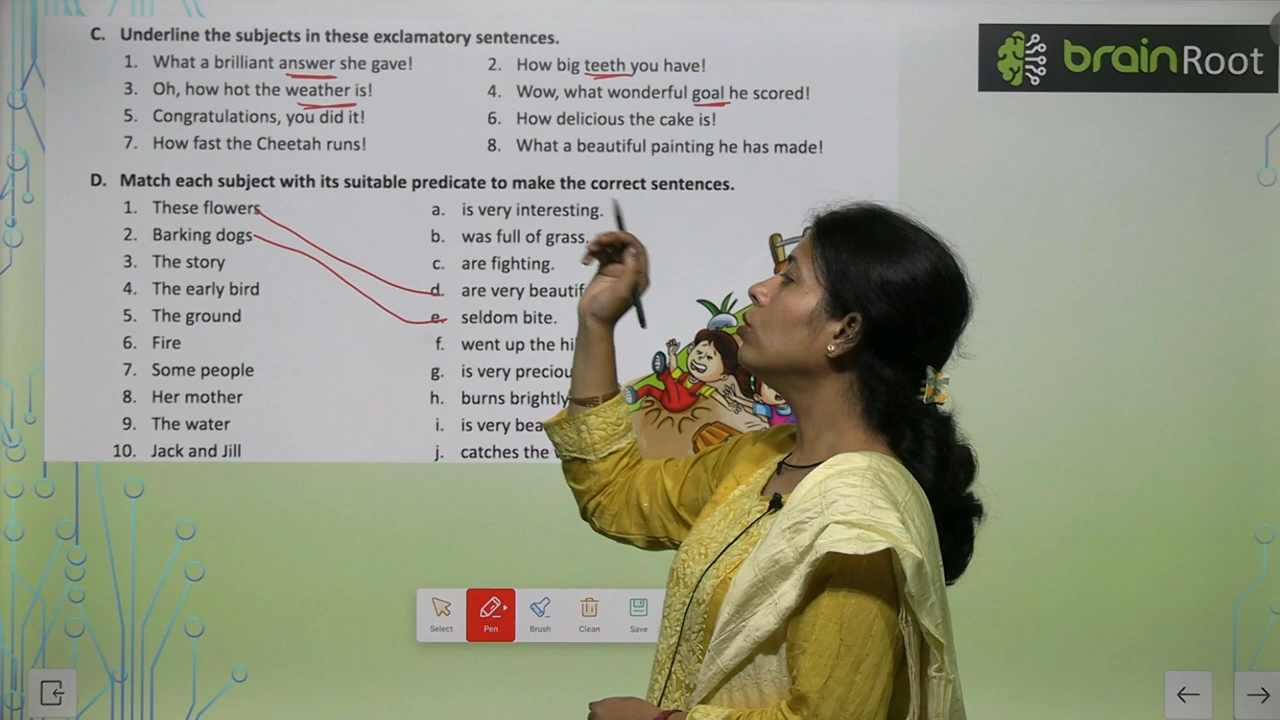 C. Underline the subjects in these exclamatory sentences.
1. What a brilliant answer she gave!
2. How big teeth you have!
3. Oh, how hot the weather is!
4. Wow, what wonderful goal he scored!
5. Congratulations, you did it!
6. How delicious the cake is!
7. How fast the Cheetah runs!
8. What a beautiful painting he has made!
D. Match each subject with its suitable predicate to make the correct sentences.
1. These flowers a. is very interesting.
2. Barking dogs b. was full of grass.
3. The story c. are fighting.
4. The early bird d. are very beautif
5. The ground e. seldom bite.
6. Fire f. went up the hi
7. Some people g. is very preciou
8. Her mother h. burns brightly
9. The water i. is very bea
10. Jack and Jill j. catches the
brainRoot
Select Pen Brush Clean Save